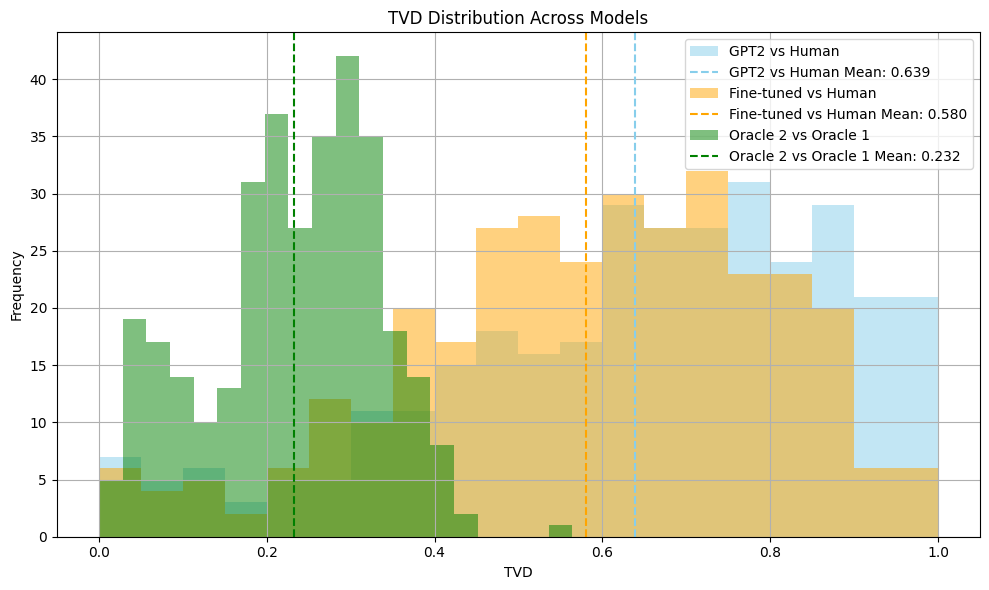 TVD Distribution Across Models
GPT2 vs Human
GPT2 vs Human Mean: 0.639
Fine-tuned vs Human
Fine-tuned vs Human Mean: 0.580
Oracle 2 vs Oracle 1
Oracle 2 vs Oracle 1 Mean: 0.232
Frequency
40
35
30
25
20
15
10
5
0
0.0 0.2 0.4 0.6 0.8 1.0
TVD